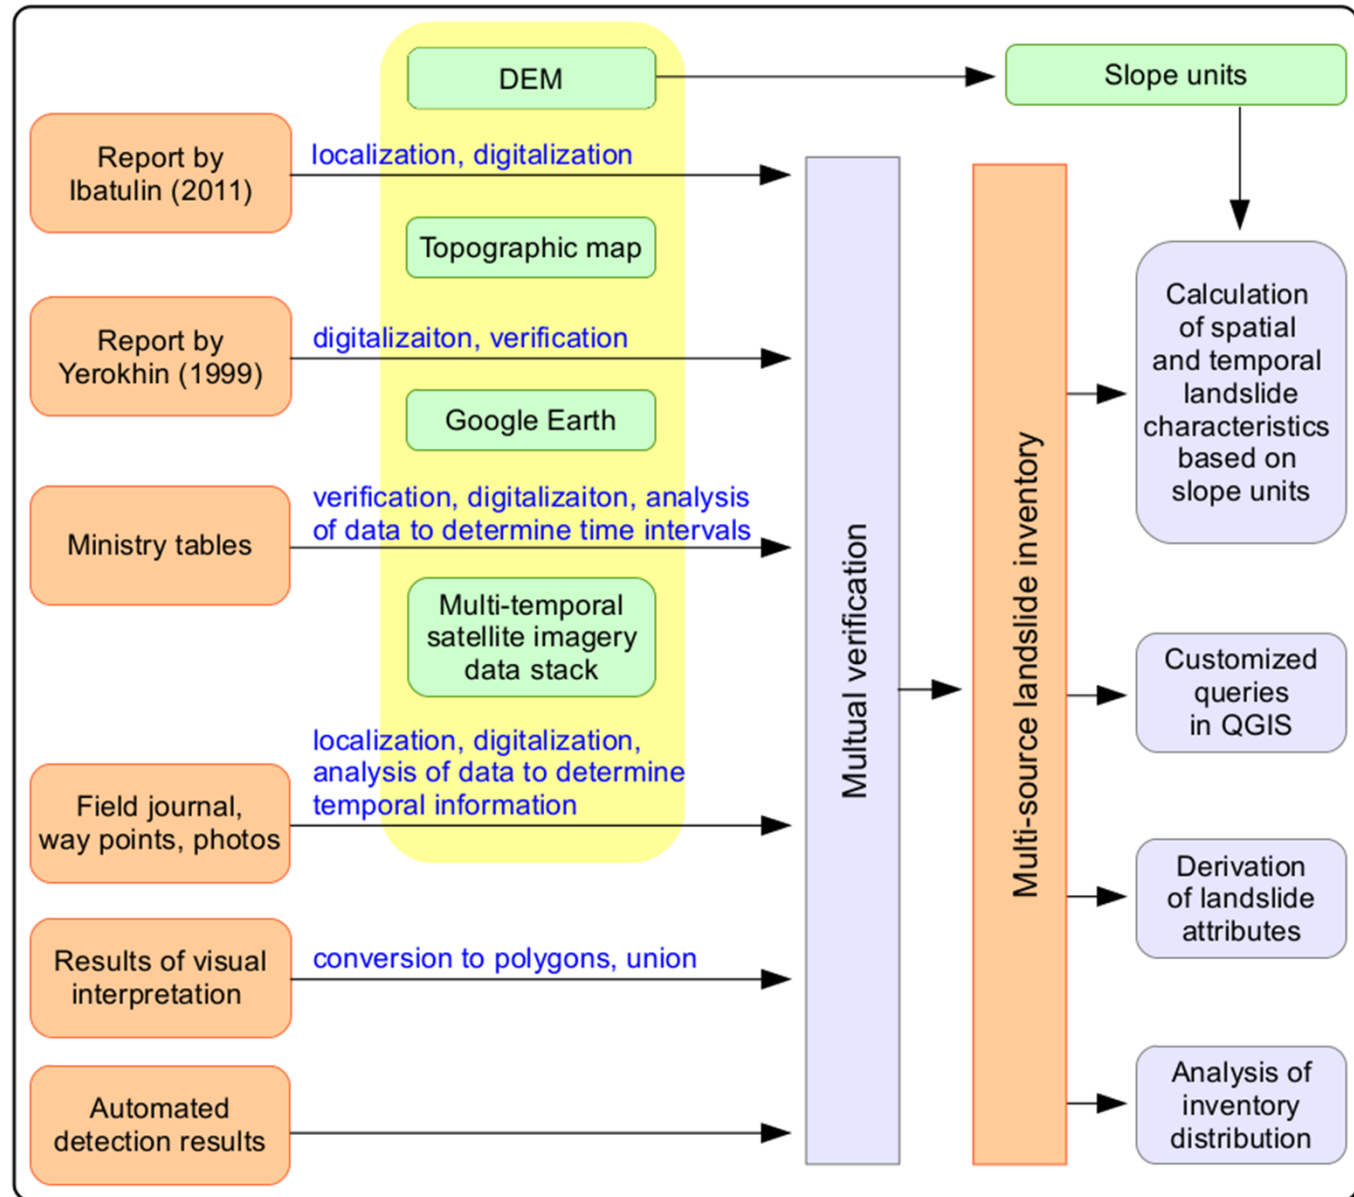 DEM
Slope units
Report by
Ibatulin (2011)
localization, digitalization
Topographic map
Report by
Yerokhin (1999)
digitalizaiton, verification
Google Earth
Ministry tables
verification, digitalizaiton, analysis
of data to determine time intervals
Multi-temporal
satellite imagery
data stack
Field journal,
way points, photos
localization, digitalization,
analysis of data to determine
temporal information
Results of visual
interpretation
conversion to polygons, union
Automated
detection results
Multual verification
Multi-source landslide inventory
Calculation
of spatial
and temporal
landslide
characteristics
based on
slope units
Customized
queries
in QGIS
Derivation
of landslide
attributes
Analysis of
inventory
distribution